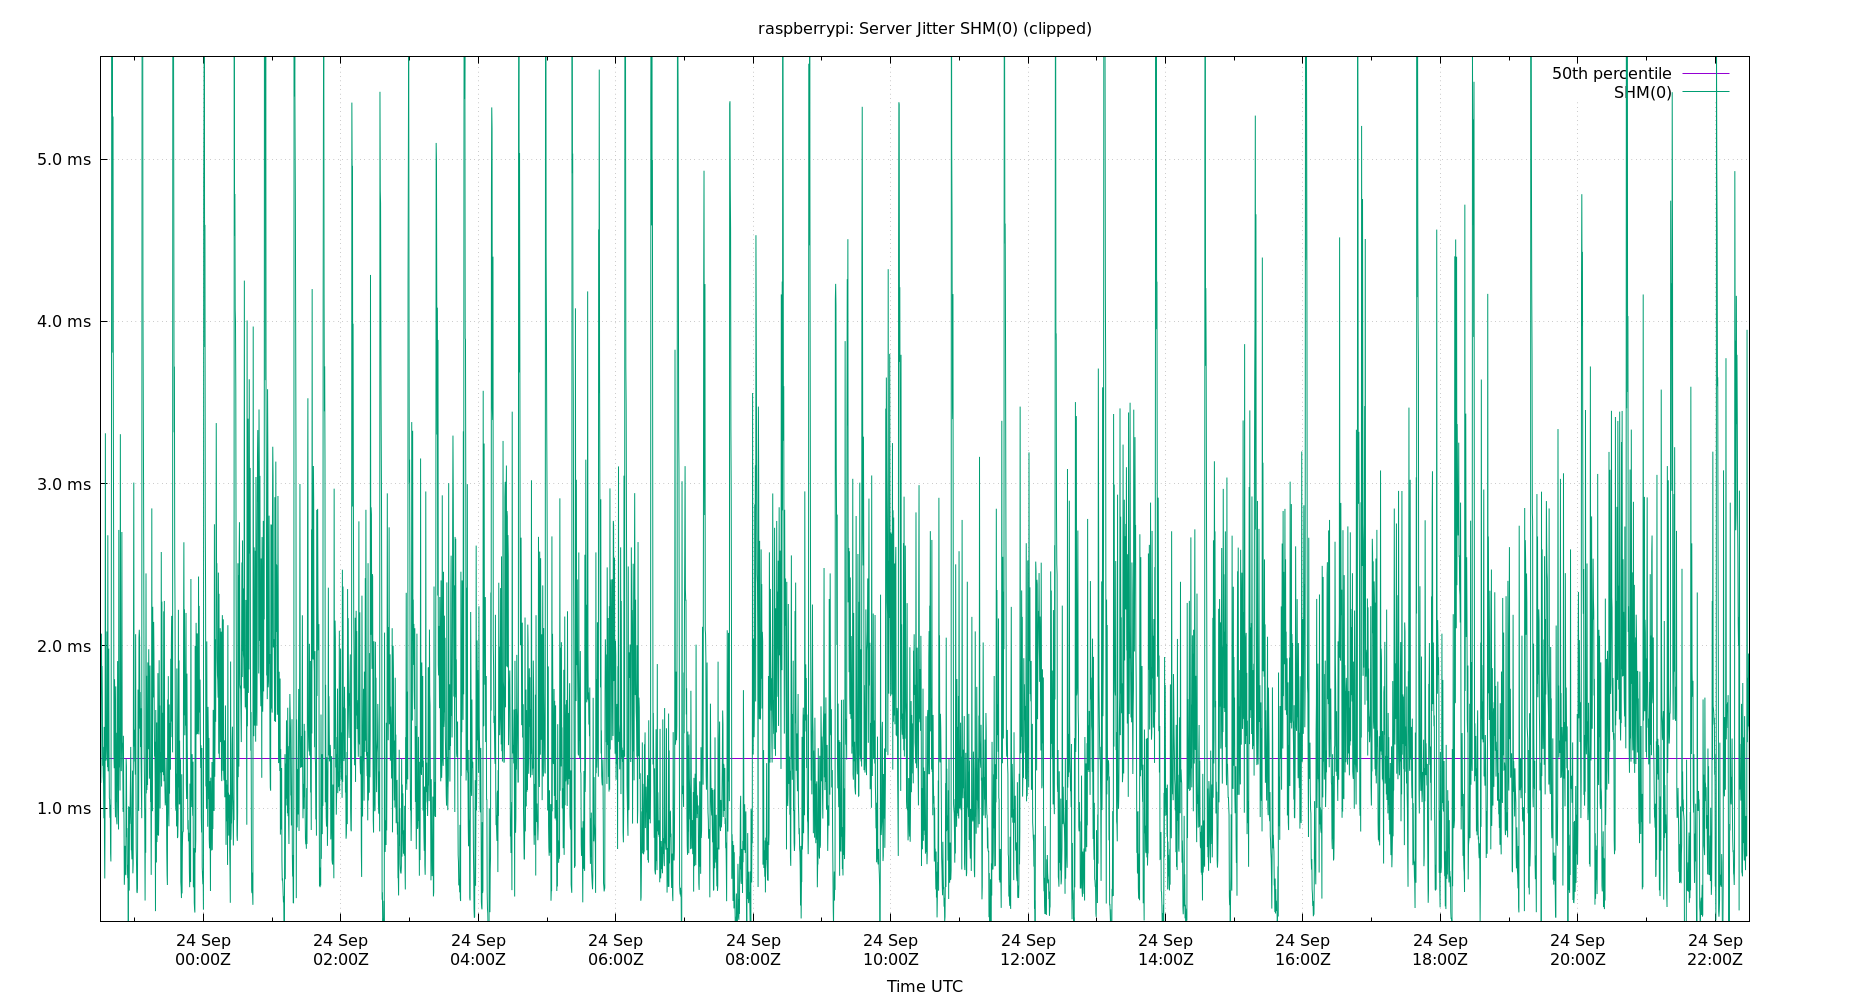 raspberrypi: Server Jitter SHM(0) (clipped)
50th percentile
SHM(0)
5.0 ms
4.0 ms
3.0 ms
2.0 ms
1.0 ms
24 Sep 24 Sep 24 Sep 24 Sep 24 Sep 24 Sep 24 Sep 24 Sep 24 Sep 24 Sep 24 Sep 24 Sep
00:00Z 02:00Z 04:00Z 06:00Z 08:00Z 10:00Z 12:00Z 14:00Z 16:00Z 18:00Z 20:00Z 22:00Z
Time UTC